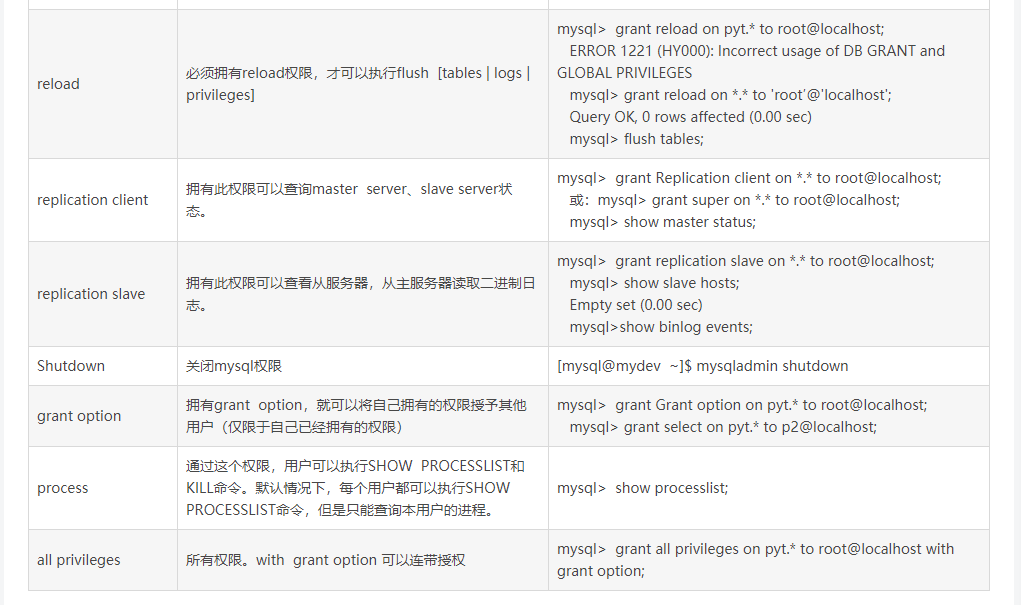 reload
必须拥有reload权限，才可以执行flush [tables | logs |
privileges]
mysql> grant reload on pyt.* to root@localhost;
ERROR 1221 (HY000): Incorrect usage of DB GRANT and
GLOBAL PRIVILEGES
mysql> grant reload on *.* to 'root'@'localhost';
Query OK, 0 rows affected (0.00 sec)
mysql> flush tables;
replication client
拥有此权限可以查询master server、slave server状
态。
mysql> grant Replication client on *.* to root@localhost;
或：mysql> grant super on *.* to root@localhost;
mysql> show master status;
replication slave
拥有此权限可以查看从服务器，从主服务器读取二进制日
志。
mysql> grant replication slave on *.* to root@localhost;
mysql> show slave hosts;
Empty set (0.00 sec)
mysql>show binlog events;
Shutdown
关闭mysql权限
[mysql@mydev ~]$ mysqladmin shutdown
grant option
拥有grant option，就可以将自己拥有的权限授予其他
用户（仅限于自己已经拥有的权限）
mysql> grant Grant option on pyt.* to root@localhost;
mysql> grant select on pyt.* to p2@localhost;
process
通过这个权限，用户可以执行SHOW PROCESSLIST和
KILL命令。默认情况下，每个用户都可以执行SHOW
PROCESSLIST命令，但是只能查询本用户的进程。
mysql> show processlist;
all privileges
所有权限。with grant option 可以连带授权
mysql> grant all privileges on pyt.* to root@localhost with
grant option;